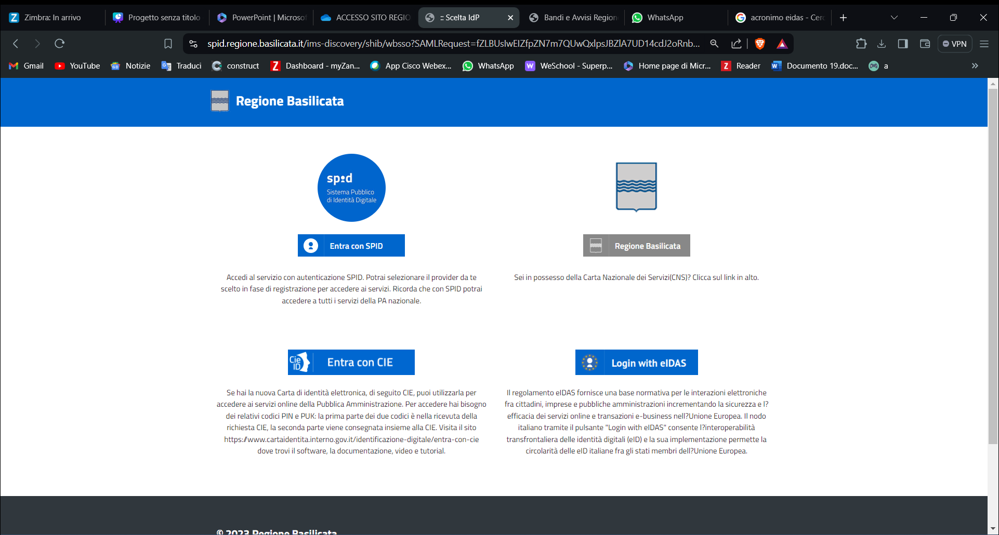 Zimbra: In arrivo
Progetto senza titolo
PowerPoint | Microsof
ACCESSO SITO REGIO
:: Scelta IdP
Bandi e Avvisi Region
WhatsApp
acronimo eidas - Cerc
spid.regione.basilicata.it/ims-discovery/shib/wbsso?SAMLRequest=fZLBUsIwEIZfpZN7m7QUwQxlpsJBZlA7UD14cdJ2oRnb...
VPN
Gmail
YouTube
Notizie
Traduci
construct
Dashboard - myZan...
App Cisco Webex...
WhatsApp
WeSchool - Superp...
Home page di Micr...
Reader
Documento 19.doc...
a
Regione Basilicata
spid
Sistema Pubblico
di Identità Digitale
Entra con SPID
Regione Basilicata
Accedi al servizio con autenticazione SPID. Potrai selezionare il provider da te
scelto in fase di registrazione per accedere ai servizi. Ricorda che con SPID potrai
accedere a tutti i servizi della PA nazionale.
Sei in possesso della Carta Nazionale dei Servizi(CNS)? Clicca sul link in alto.
Cie
ID
Entra con CIE
Login with eIDAS
Se hai la nuova Carta di identità elettronica, di seguito CIE, puoi utilizzarla per
accedere ai servizi online della Pubblica Amministrazione. Per accedere hai bisogno
dei relativi codici PIN e PUK: la prima parte dei due codici è nella ricevuta della
richiesta CIE, la seconda parte viene consegnata insieme alla CIE. Visita il sito
https://www.cartaidentita.interno.gov.it/identificazione-digitale/entra-con-cie
dove trovi il software, la documentazione, video e tutorial.
Il regolamento eIDAS fornisce una base normativa per le interazioni elettroniche
fra cittadini, imprese e pubbliche amministrazioni incrementando la sicurezza e l?
efficacia dei servizi online e transazioni e-business nell?Unione Europea. Il nodo
italiano tramite il pulsante "Login with eIDAS" consente l?interoperabilità
transfrontaliera delle identità digitali (eID) e la sua implementazione permette la
circolarità delle eID italiane fra gli stati membri dell?Unione Europea.
© 2023 Regione Basilicata